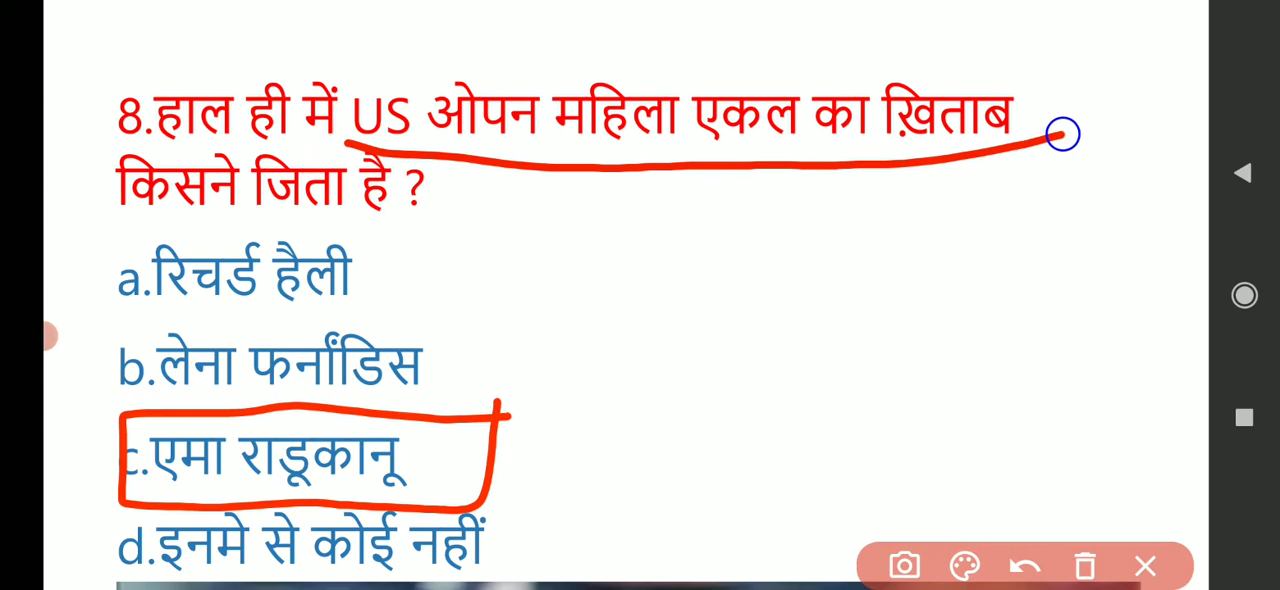 8.हाल ही में US ओपन महिला एकल का ख़िताब
किसने जिता है ?
a.रिचर्ड हैली
b.लेना फर्नांडिस
c.एमा राडूकानू
d.इनमे से कोई नहीं